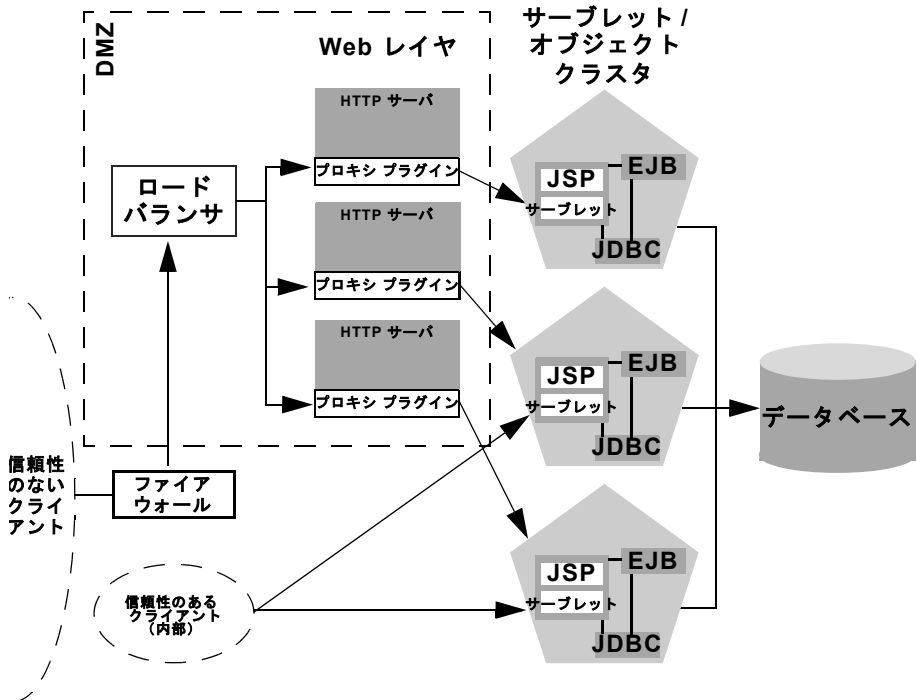 DMZ
Web レイヤ
サーブレット /
オブジェクト
クラスタ
HTTP サーバ
プロキシ プラグイン
HTTP サーバ
プロキシ プラグイン
HTTP サーバ
プロキシ プラグイン
ロード
バランサ
JSP
サーブレット
EJB
JDBC
JSP
サーブレット
EJB
JDBC
JSP
サーブレット
EJB
JDBC
データベース
信頼性
のない
クライ
アント
ファイア
ウォール
信頼性のある
クライアント
（内部）